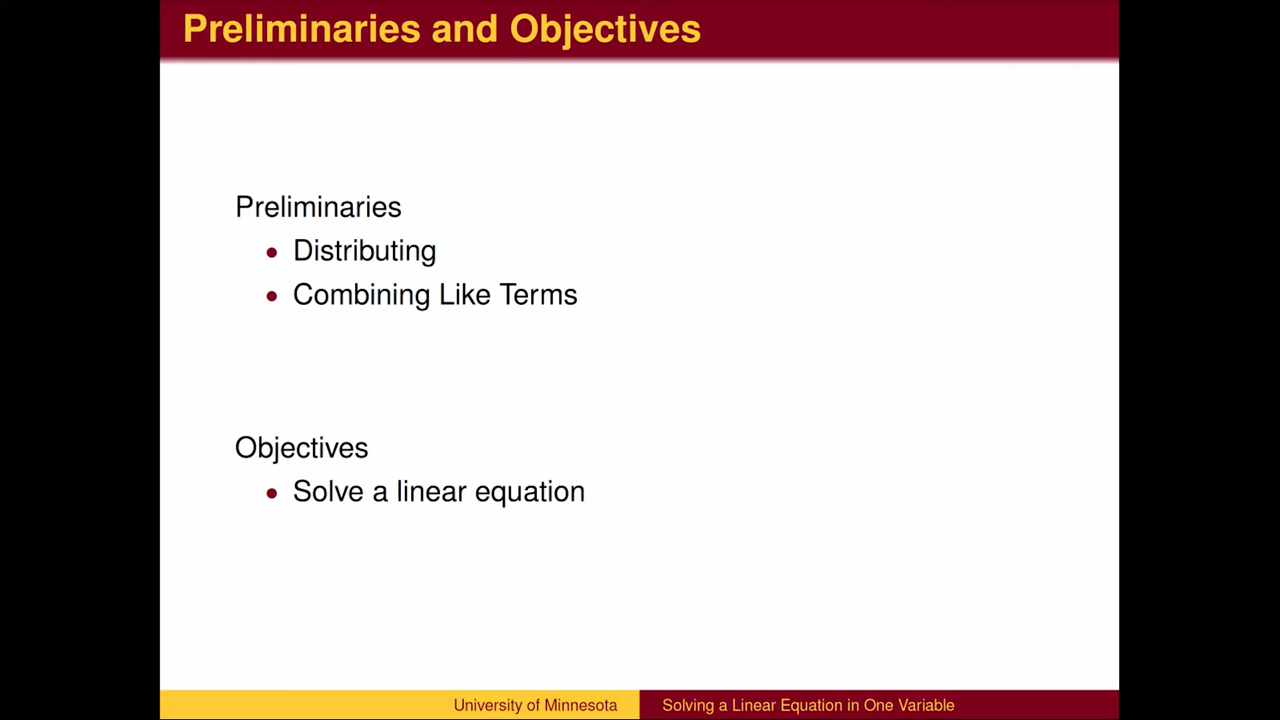 Preliminaries and Objectives
Preliminaries
• Distributing
• Combining Like Terms
Objectives
• Solve a linear equation
University of Minnesota
Solving a Linear Equation in One Variable